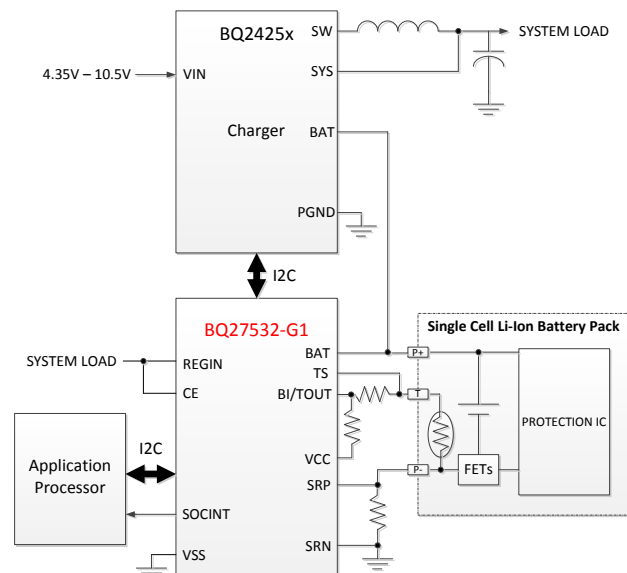 BQ2425x
SW
SYSTEM LOAD
SYS
4.35V – 10.5V
VIN
Charger
BAT
PGND
I2C
BQ27532-G1
Single Cell Li-Ion Battery Pack
SYSTEM LOAD
REGIN
BAT
P+
TS
CE
BI/TOUT
T
PROTECTION IC
I2C
Application
Processor
VCC
P-
FETs
SRP
SOCINT
VSS
SRN